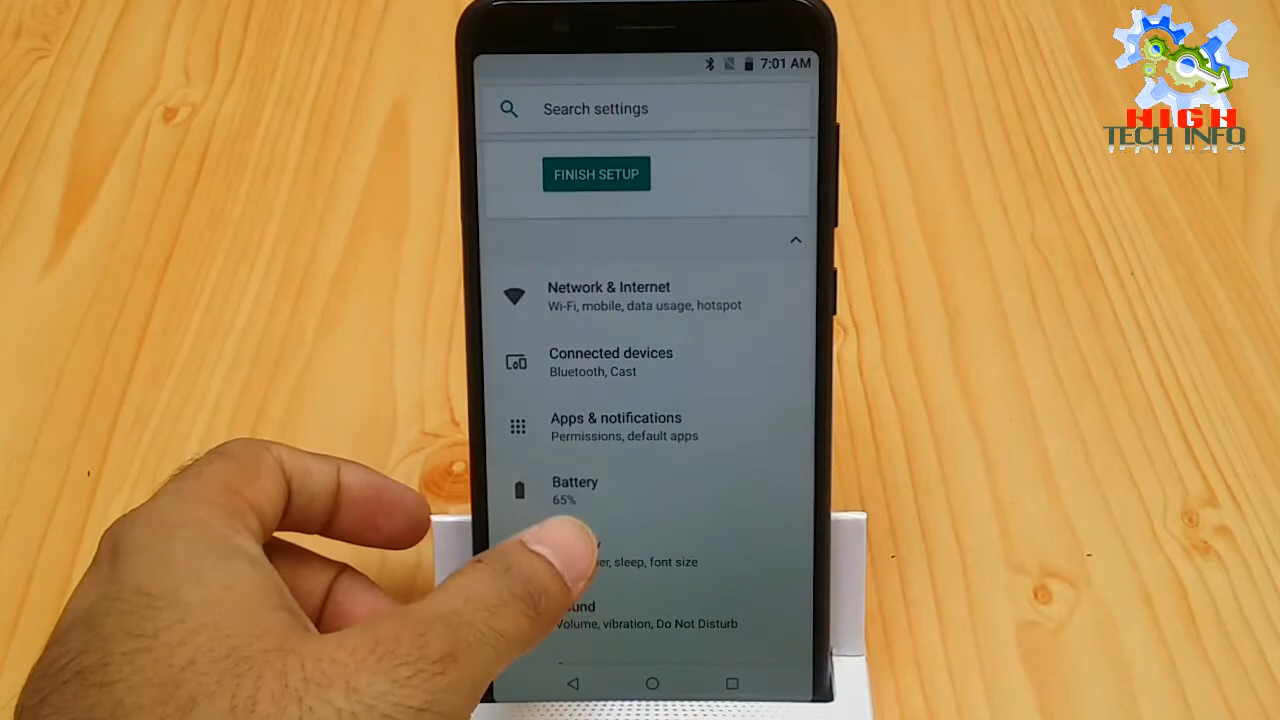 7:01 AM
HIGH
TECH INFO
Search settings
FINISH SETUP
Network & Internet
Wi-Fi, mobile, data usage, hotspot
Connected devices
Bluetooth, Cast
Apps & notifications
Permissions, default apps
Battery
65%
sleep, font size
Volume, vibration, Do Not Disturb